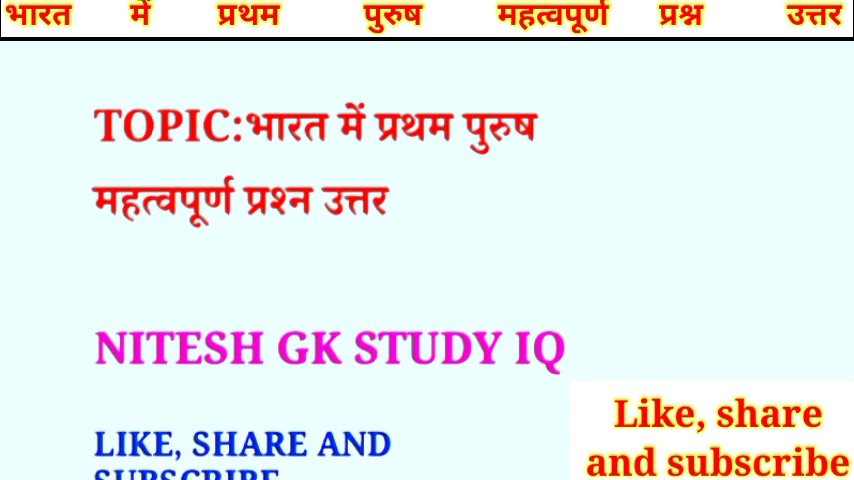 भारत में प्रथम पुरुष महत्वपूर्ण प्रश्न उत्तर
TOPIC:भारत में प्रथम पुरुष
महत्वपूर्ण प्रश्न उत्तर
NITESH GK STUDY IQ
LIKE, SHARE AND
SUBSCRIBE
Like, share
and subscribe